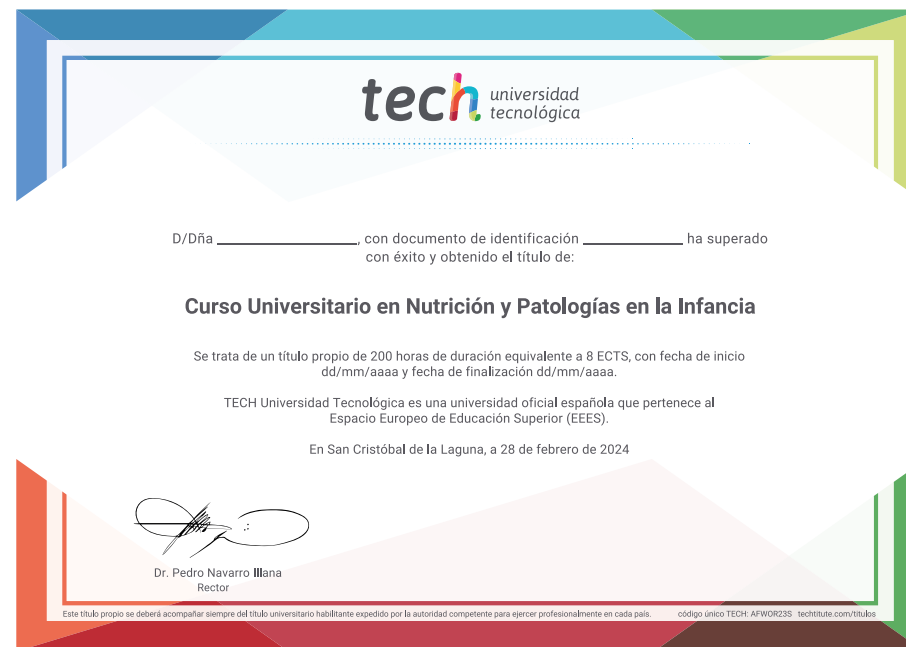 tech universidad
tecnológica
D/Dña ____________________, con documento de identificación ______________ ha superado
con éxito y obtenido el título de:
Curso Universitario en Nutrición y Patologías en la Infancia
Se trata de un título propio de 200 horas de duración equivalente a 8 ECTS, con fecha de inicio
dd/mm/aaaa y fecha de finalización dd/mm/aaaa.
TECH Universidad Tecnológica es una universidad oficial española que pertenece al
Espacio Europeo de Educación Superior (EEES).
En San Cristóbal de la Laguna, a 28 de febrero de 2024
Dr. Pedro Navarro Illana
Rector
Este título propio se deberá acompañar siempre del título universitario habilitante expedido por la autoridad competente para ejercer profesionalmente en cada país. código único TECH: AFWOR23S techtitute.com/titulos